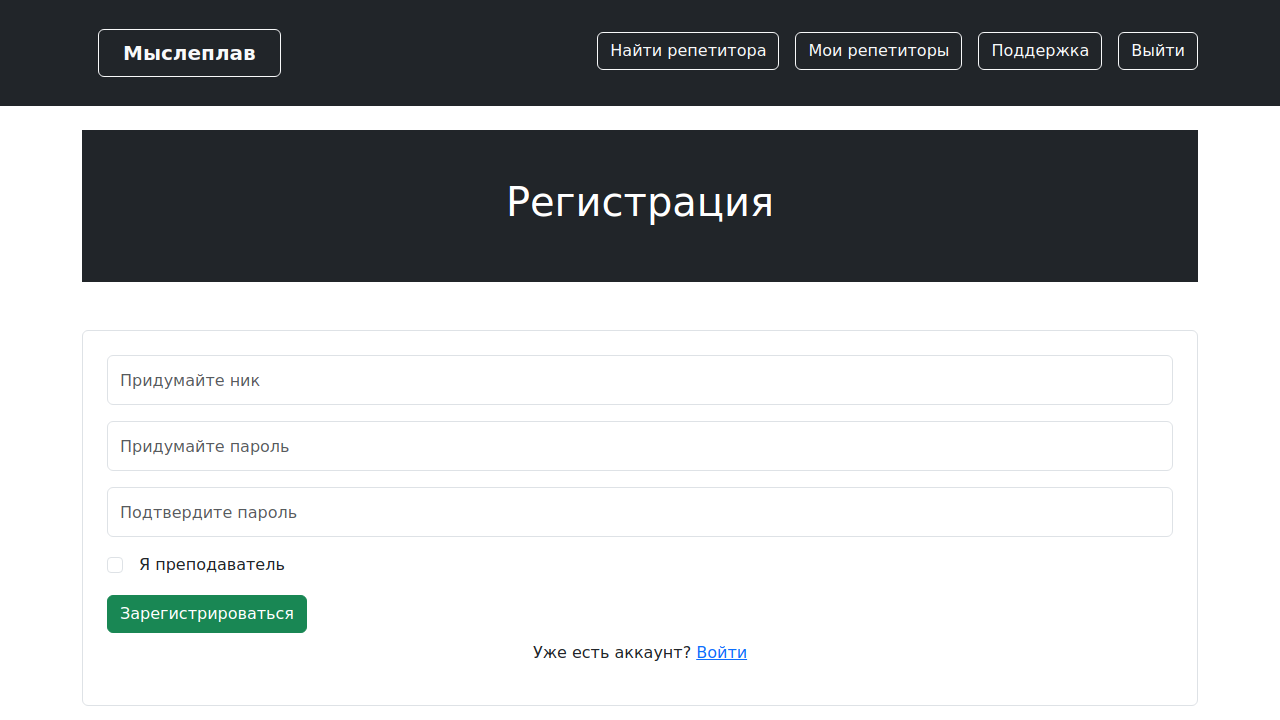 Мыслеплав
Найти репетитора
Мои репетиторы
Поддержка
Выйти
Регистрация
Придумайте ник
Придумайте пароль
Подтвердите пароль
Я преподаватель
Зарегистрироваться
Уже есть аккаунт? Войти